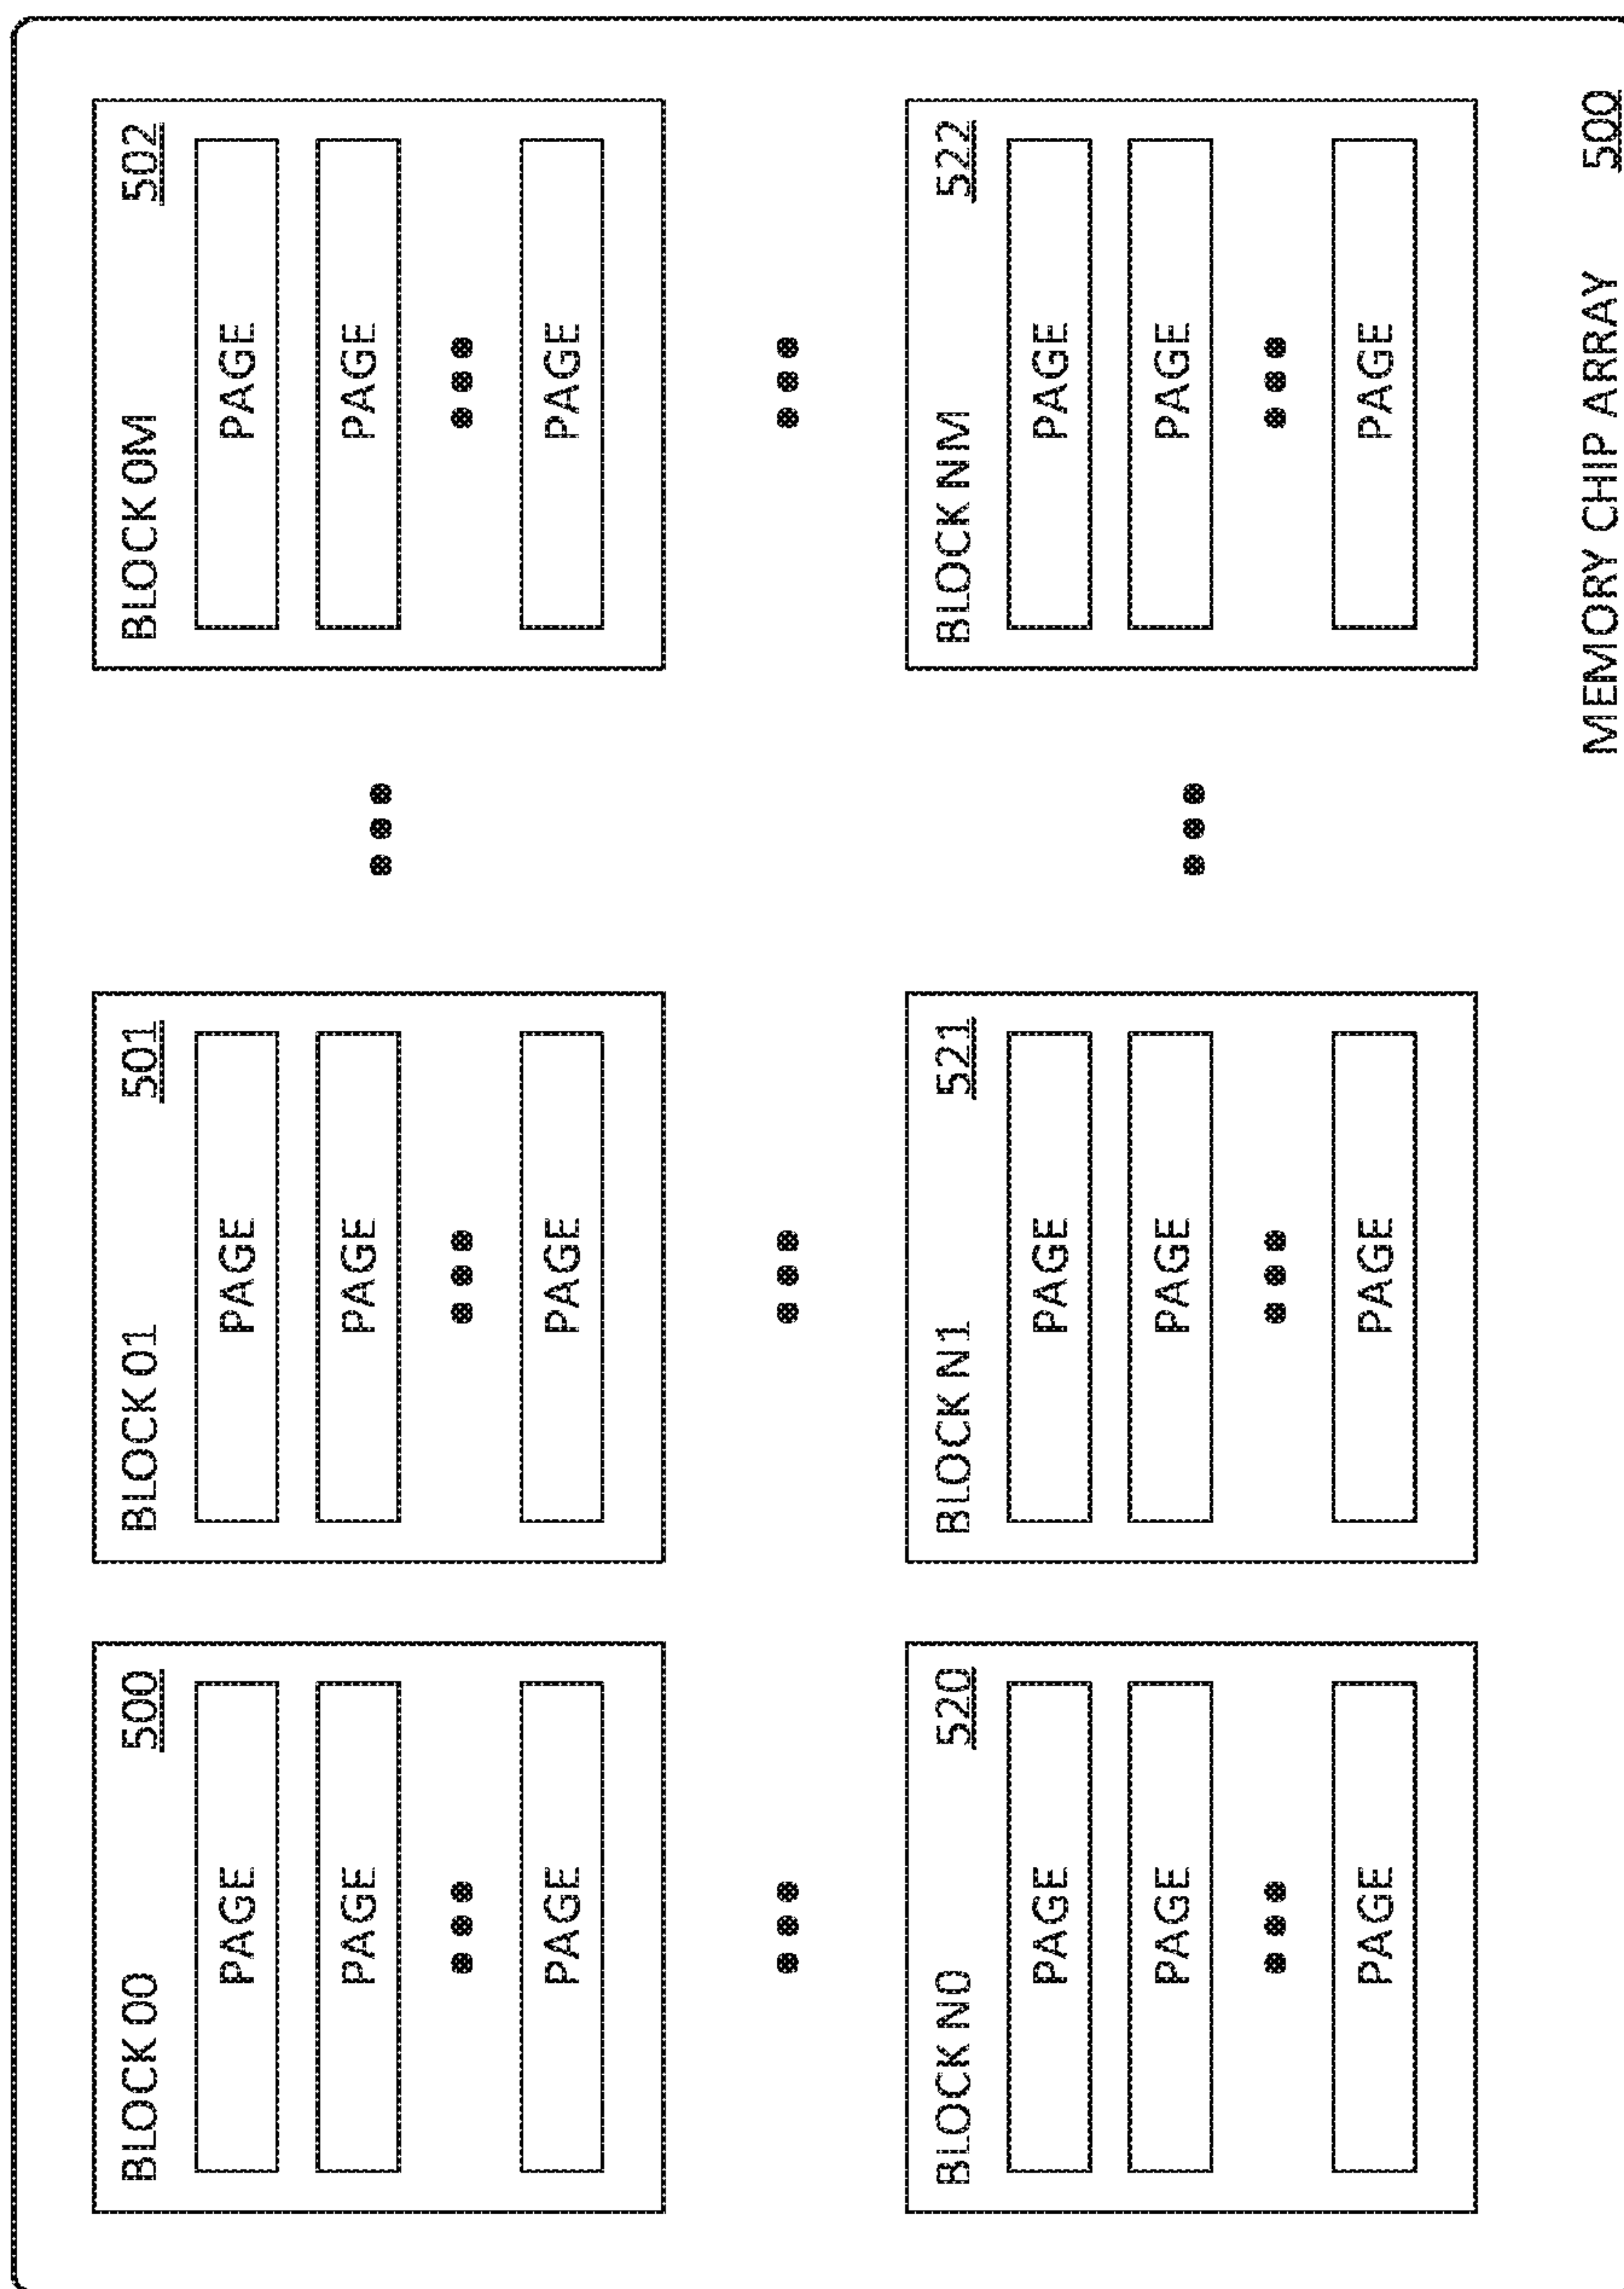 BLOCK 00 500
PAGE
PAGE
PAGE
BLOCK 01 501
PAGE
PAGE
PAGE
BLOCK 0M 502
PAGE
PAGE
PAGE
BLOCK N0 520
PAGE
PAGE
PAGE
BLOCK N1 521
PAGE
PAGE
PAGE
BLOCK NM 522
PAGE
PAGE
PAGE
MEMORY CHIP ARRAY 500